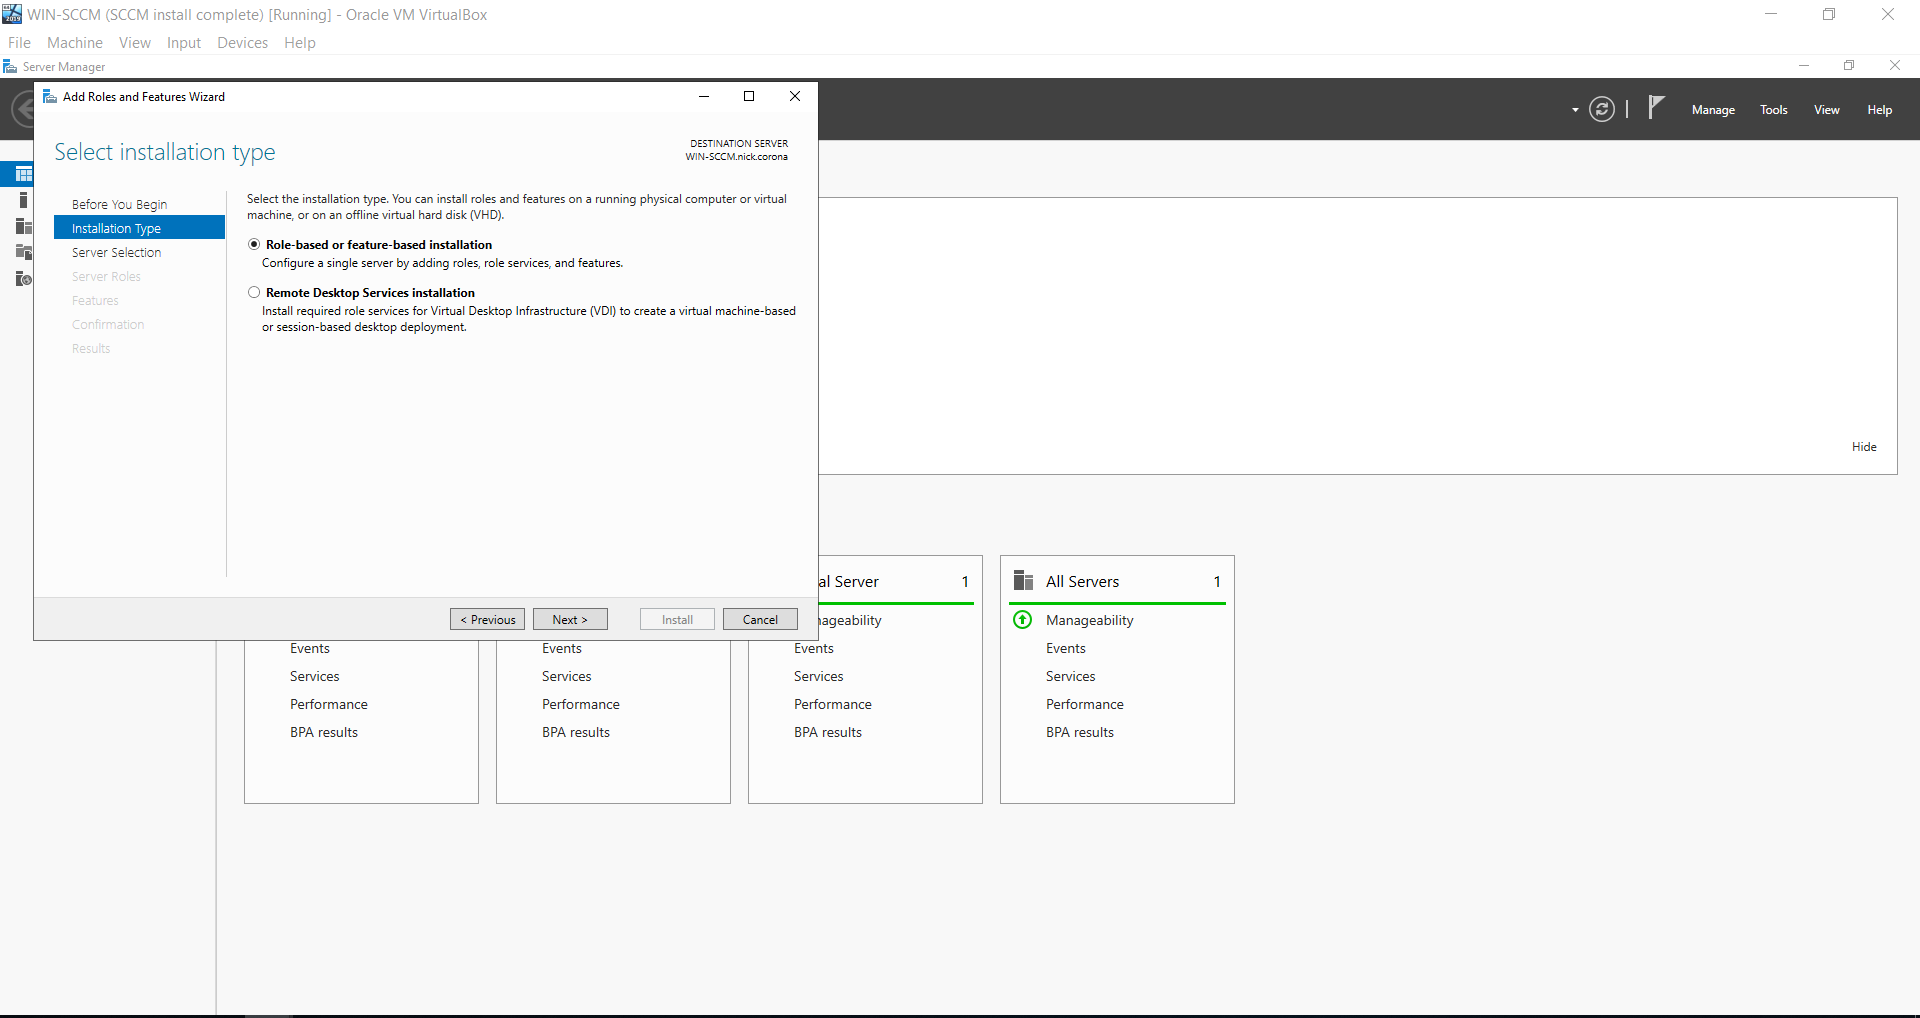 WIN-SCCM (SCCM install complete) [Running] - Oracle VM VirtualBox
File Machine View Input Devices Help
Server Manager
Manage Tools View Help
Add Roles and Features Wizard
Select installation type
DESTINATION SERVER
WIN-SCCM.nick.corona
Before You Begin
Installation Type
Server Selection
Server Roles
Features
Confirmation
Results
Select the installation type. You can install roles and features on a running physical computer or virtual
machine, or on an offline virtual hard disk (VHD).
Role-based or feature-based installation
Configure a single server by adding roles, role services, and features.
Remote Desktop Services installation
Install required role services for Virtual Desktop Infrastructure (VDI) to create a virtual machine-based
or session-based desktop deployment.
< Previous Next > Install Cancel
Hide
Events
Services
Performance
BPA results
Events
Services
Performance
BPA results
al Server 1
nageability
Events
Services
Performance
BPA results
All Servers 1
Manageability
Events
Services
Performance
BPA results